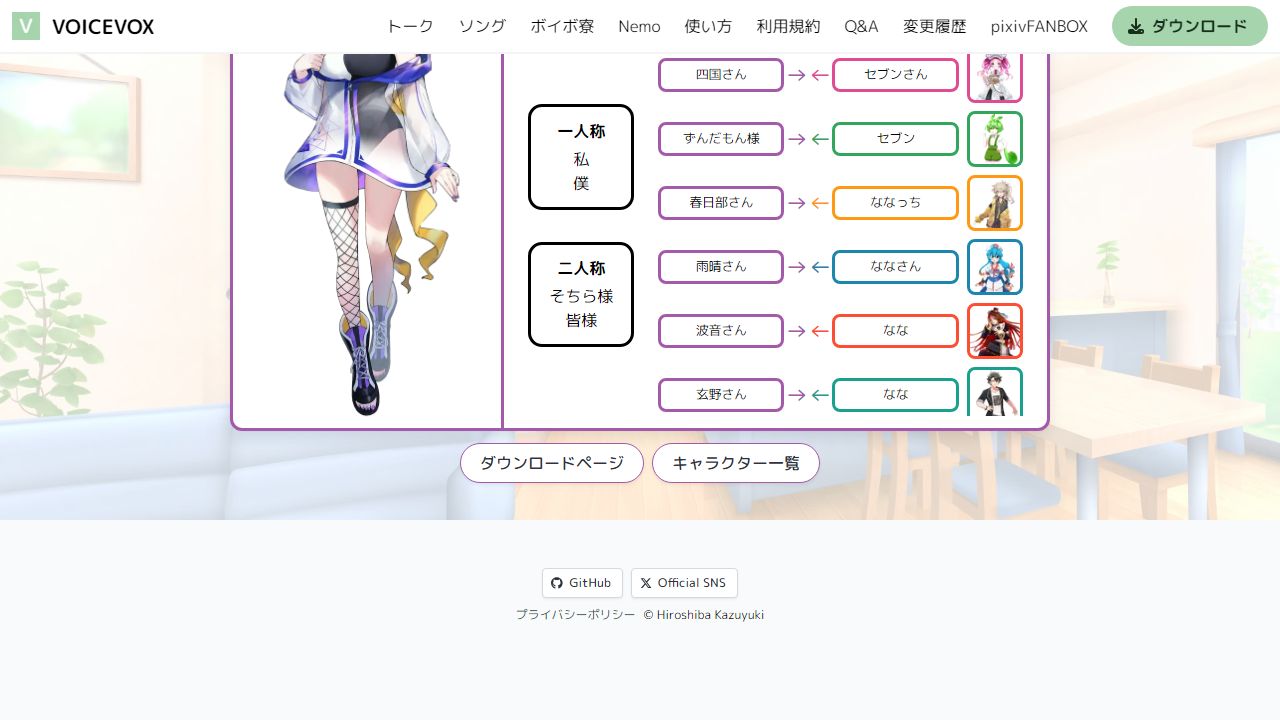 V VOICEVOX トーク ソング ボイボ寮 Nemo 使い方 利用規約 Q&A 変更履歴 pixivFANBOX ダウンロード
四国さん セブンさん
一人称
私
僕
ずんだもん様 セブン
春日部さん ななっち
二人称
そちら様
皆様
雨晴さん ななさん
波音さん なな
玄野さん なな
ダウンロードページ キャラクター一覧
GitHub Official SNS
プライバシーポリシー © Hiroshiba Kazuyuki